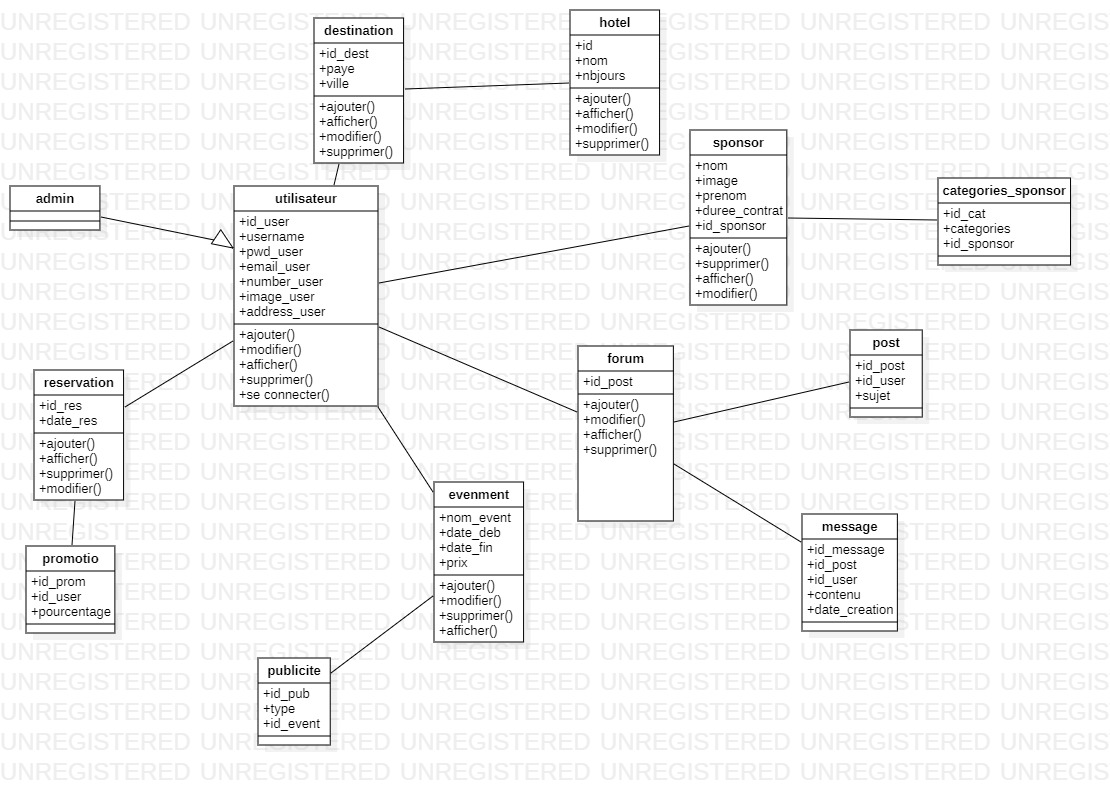 destination
+id_dest
+paye
+ville
+ajouter()
+afficher()
+modifier()
+supprimer()
hotel
+id
+nom
+nbjours
+ajouter()
+afficher()
+modifier()
+supprimer()
sponsor
+nom
+image
+prenom
+duree_contrat
+id_sponsor
+ajouter()
+supprimer()
+afficher()
+modifier()
categories_sponsor
+id_cat
+categories
+id_sponsor
admin
utilisateur
+id_user
+username
+pwd_user
+email_user
+number_user
+image_user
+address_user
+ajouter()
+modifier()
+afficher()
+supprimer()
+se connecter()
forum
+id_post
+ajouter()
+modifier()
+afficher()
+supprimer()
post
+id_post
+id_user
+sujet
reservation
+id_res
+date_res
+ajouter()
+afficher()
+supprimer()
+modifier()
evenment
+nom_event
+date_deb
+date_fin
+prix
+ajouter()
+modifier()
+supprimer()
+afficher()
message
+id_message
+id_post
+id_user
+contenu
+date_creation
promotio
+id_prom
+id_user
+pourcentage
publicite
+id_pub
+type
+id_event
UNREGISTERED UNREGISTERED UNREGISTERED UNREGISTERED UNREGISTERED UNREGIS